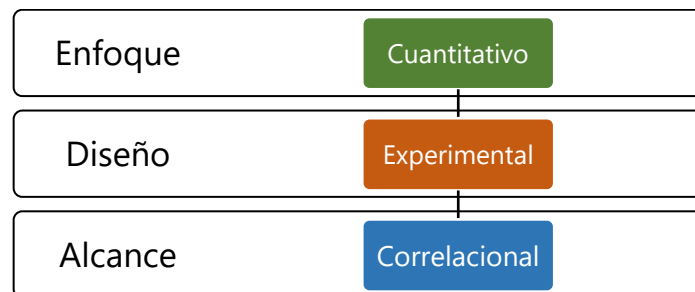 Enfoque Cuantitativo
Diseño Experimental
Alcance Correlacional